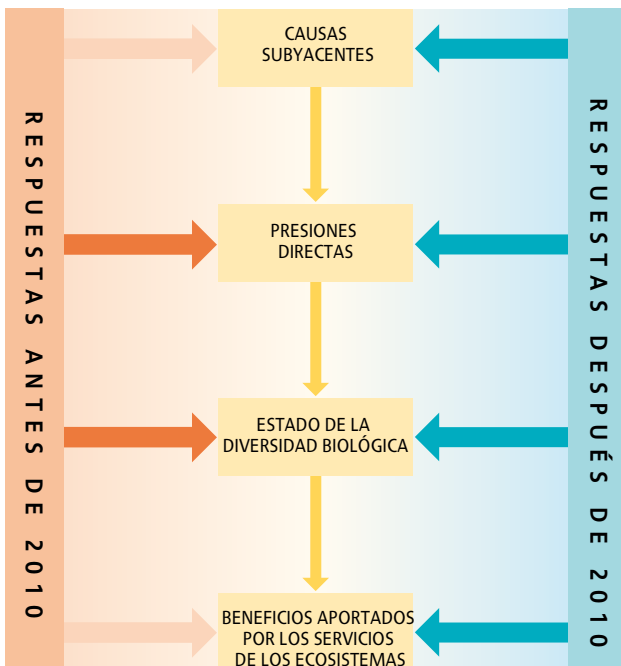 RESPUESTAS ANTES DE 2010
CAUSAS
SUBYACENTES
PRESIONES
DIRECTAS
ESTADO DE LA
DIVERSIDAD BIOLÓGICA
BENEFICIOS APORTADOS
POR LOS SERVICIOS
DE LOS ECOSISTEMAS
RESPUESTAS DESPUÉS DE 2010